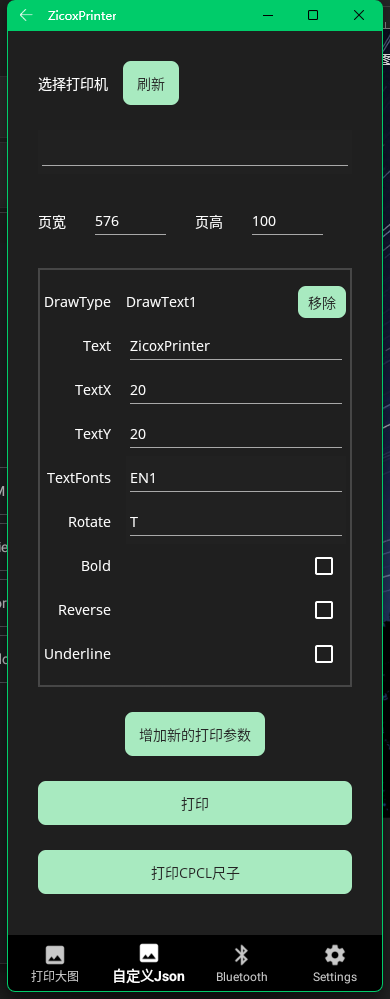 ZicoxPrinter
选择打印机 刷新
页宽 576 页高 100
DrawType DrawText1 移除
Text ZicoxPrinter
TextX 20
TextY 20
TextFonts EN1
Rotate T
Bold
Reverse
Underline
增加新的打印参数
打印
打印CPCL尺子
打印大图 自定义Json Bluetooth Settings